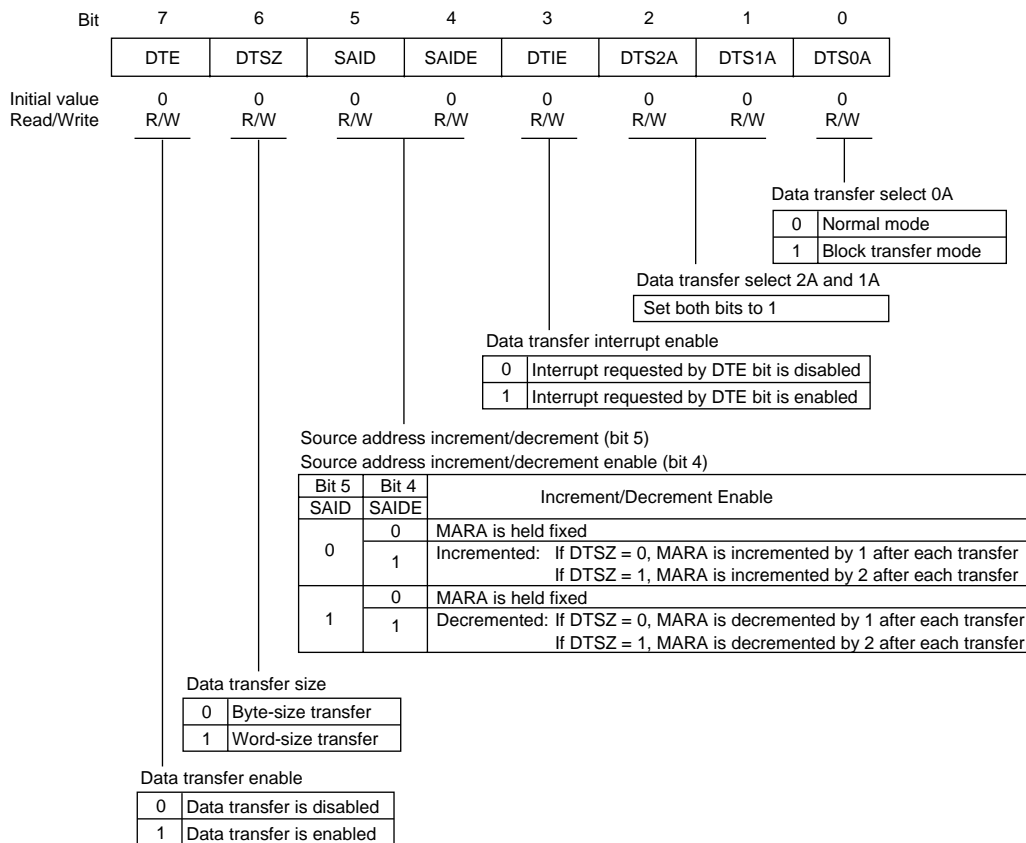 Bit 7 6 5 4 3 2 1 0
DTE DTSZ SAID SAIDE DTIE DTS2A DTS1A DTS0A
Initial value 0 0 0 0 0 0 0 0
Read/Write R/W R/W R/W R/W R/W R/W R/W R/W
Data transfer select 0A
0 Normal mode
1 Block transfer mode
Data transfer select 2A and 1A
Set both bits to 1
Data transfer interrupt enable
0 Interrupt requested by DTE bit is disabled
1 Interrupt requested by DTE bit is enabled
Source address increment/decrement (bit 5)
Source address increment/decrement enable (bit 4)
Bit 5 Bit 4 Increment/Decrement Enable
SAID SAIDE
0 0 MARA is held fixed
1 Incremented: If DTSZ = 0, MARA is incremented by 1 after each transfer
If DTSZ = 1, MARA is incremented by 2 after each transfer
1 0 MARA is held fixed
1 Decremented: If DTSZ = 0, MARA is decremented by 1 after each transfer
If DTSZ = 1, MARA is decremented by 2 after each transfer
Data transfer size
0 Byte-size transfer
1 Word-size transfer
Data transfer enable
0 Data transfer is disabled
1 Data transfer is enabled